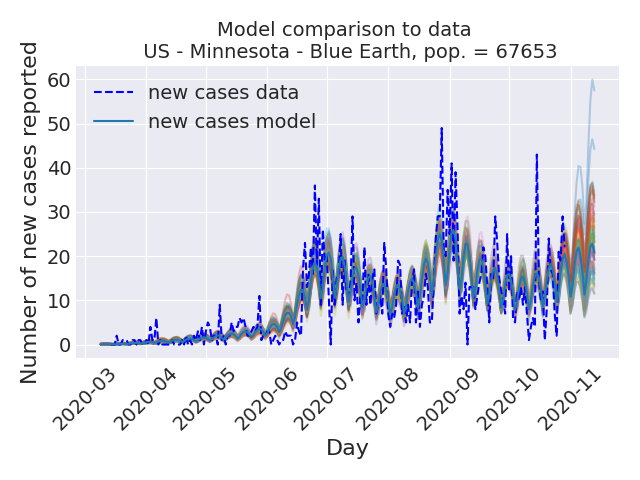 Model comparison to data
US - Minnesota - Blue Earth, pop. = 67653
Number of new cases reported
60
50
40
30
20
10
0
new cases data
new cases model
2020-03
2020-04
2020-05
2020-06
2020-07
2020-08
2020-09
2020-10
2020-11
Day